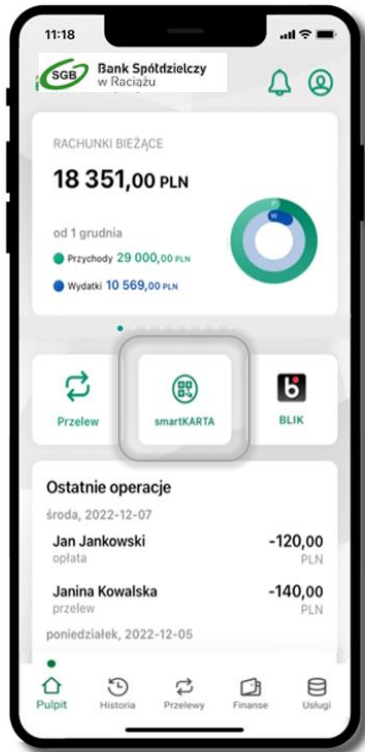 11:18
SGB Bank Spółdzielczy
w Raciążu
RACHUNKI BIEŻĄCE
18 351,00 PLN
od 1 grudnia
Przychody 29 000,00 PLN
Wydatki 10 569,00 PLN
P
W
Przelew
smartKARTA
BLIK
Ostatnie operacje
środa, 2022-12-07
Jan Jankowski -120,00
opłata PLN
Janina Kowalska -140,00
przelew PLN
poniedziałek, 2022-12-05
Pulpit Historia Przelewy Finanse Usługi